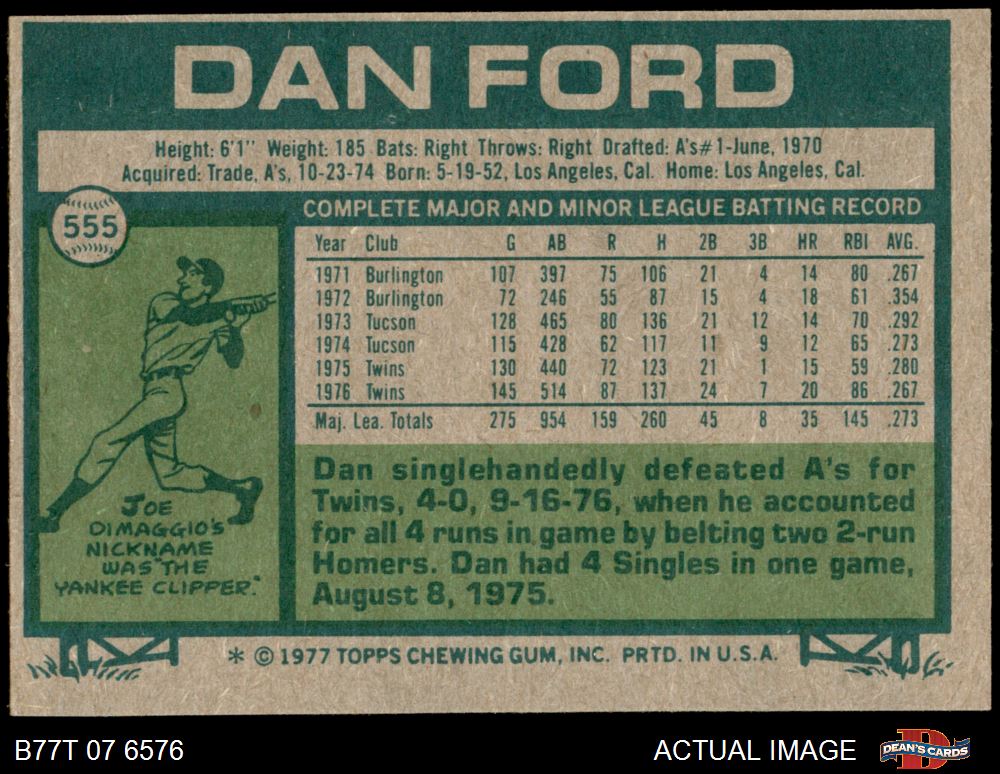 DAN FORD
Height: 6'1" Weight: 185 Bats: Right Throws: Right Drafted: A's#1-June, 1970
Acquired: Trade, A's, 10-23-74 Born: 5-19-52, Los Angeles, Cal. Home: Los Angeles, Cal.
555
COMPLETE MAJOR AND MINOR LEAGUE BATTING RECORD
Year Club G AB R H 2B 3B HR RBI AVG.
1971 Burlington 107 397 75 106 21 4 14 80 .267
1972 Burlington 72 246 55 87 15 4 18 61 .354
1973 Tucson 128 465 80 136 21 12 14 70 .292
1974 Tucson 115 428 62 117 11 9 12 65 .273
1975 Twins 130 440 72 123 21 1 15 59 .280
1976 Twins 145 514 87 137 24 7 20 86 .267
Maj. Lea. Totals 275 954 159 260 45 8 35 145 .273
JOE
DIMAGGIO'S
NICKNAME
WAS "THE
YANKEE CLIPPER."
Dan singlehandedly defeated A's for
Twins, 4-0, 9-16-76, when he accounted
for all 4 runs in game by belting two 2-run
Homers. Dan had 4 Singles in one game,
August 8, 1975.
* © 1977 TOPPS CHEWING GUM, INC. PRTD. IN U.S.A.
B77T 07 6576
ACTUAL IMAGE
DEAN'S CARDS